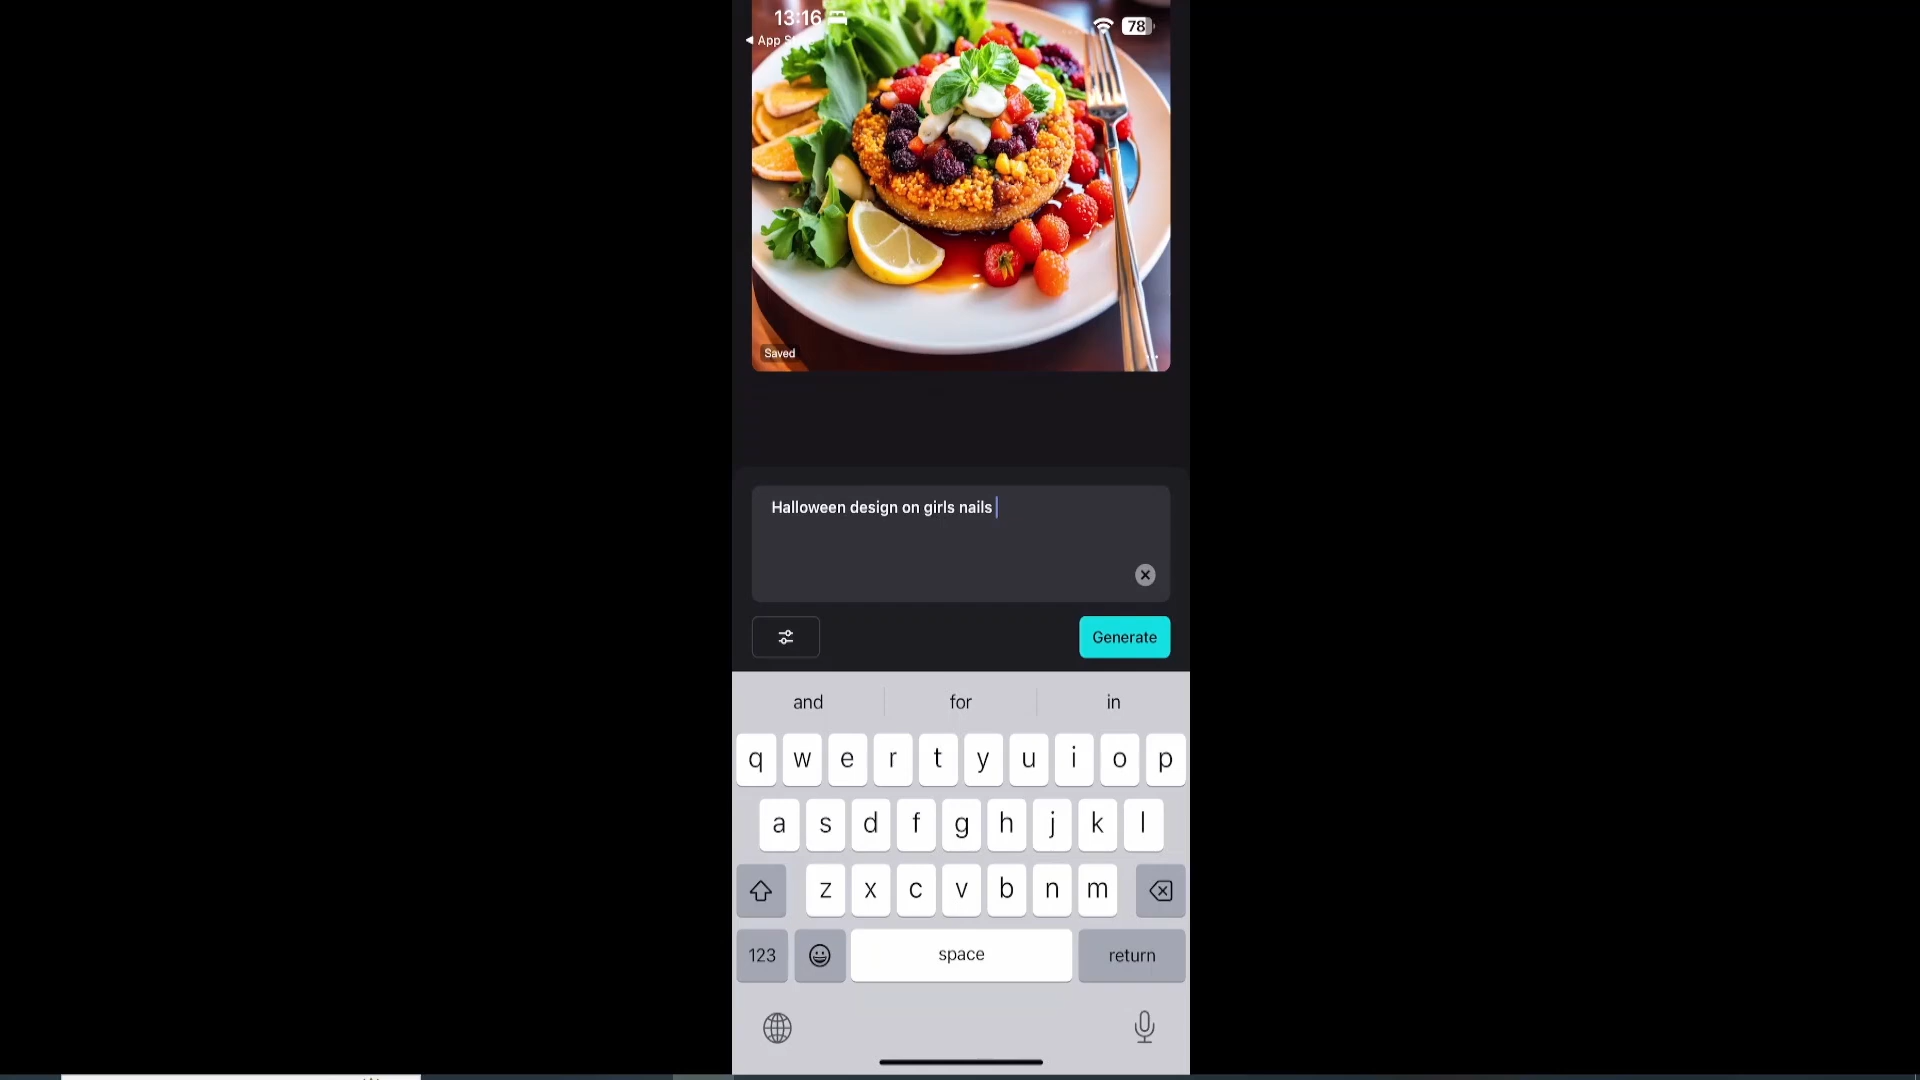 13:16
78
◀ App
Saved
Halloween design on girls nails
Generate
and for in
q w e r t y u i o p
a s d f g h j k l
z x c v b n m
123 space return